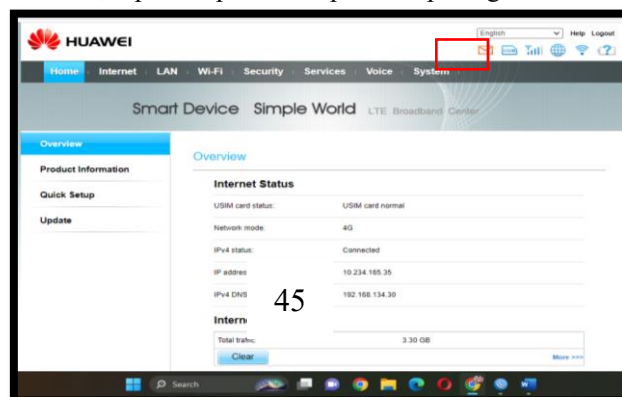 HUAWEI
English
Help Logout
Home Internet LAN Wi-Fi Security Services Voice System
Smart Device Simple World LTE Broadband Center
Overview
Product Information
Quick Setup
Update
Overview
Internet Status
USIM card status: USIM card normal
Network mode: 4G
IPv4 status: Connected
IP addres 10.234.165.35
IPv4 DNS 192.168.134.30
45
Intern
Total trafic: 3.30 GB
Clear More >>>
Search